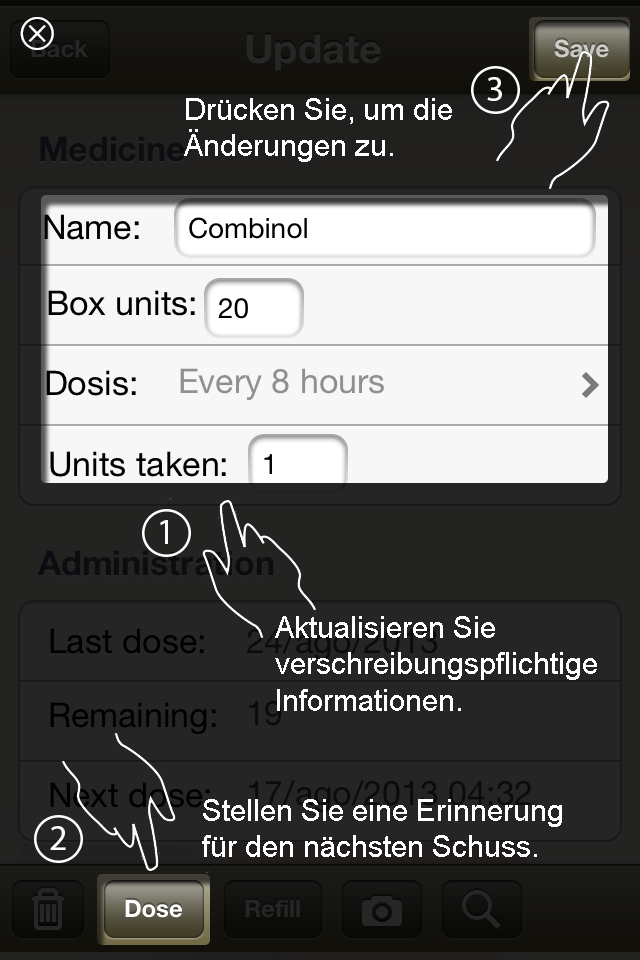 Back
Update
Save
3
Drücken Sie, um die
Änderungen zu.
Medicine
Name: Combinol
Box units: 20
Dosis: Every 8 hours
Units taken: 1
1
Administration
Last dose: 24/ago/2013
Aktualisieren Sie
verschreibungspflichtige
Informationen.
Remaining: 19
Next dose: 17/ago/2013 04:32
2
Stellen Sie eine Erinnerung
für den nächsten Schuss.
Dose
Refill